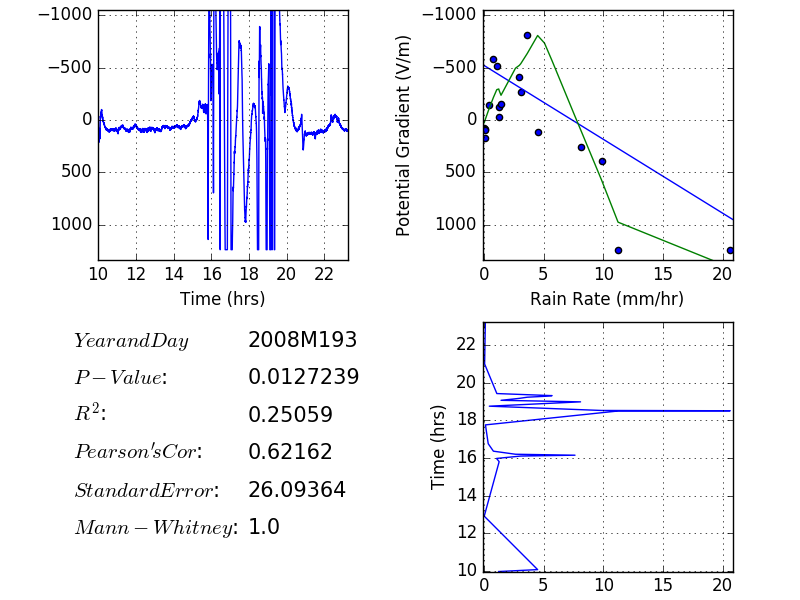 −1000
−500
0
500
1000
10 12 14 16 18 20 22
Time (hrs)
Potential Gradient (V/m)
−1000
−500
0
500
1000
0 5 10 15 20
Rain Rate (mm/hr)
YearandDay 2008M193
P−Value: 0.0127239
R²: 0.25059
Pearson'sCor: 0.62162
StandardError: 26.09364
Mann−Whitney: 1.0
Time (hrs)
22
20
18
16
14
12
10
0 5 10 15 20